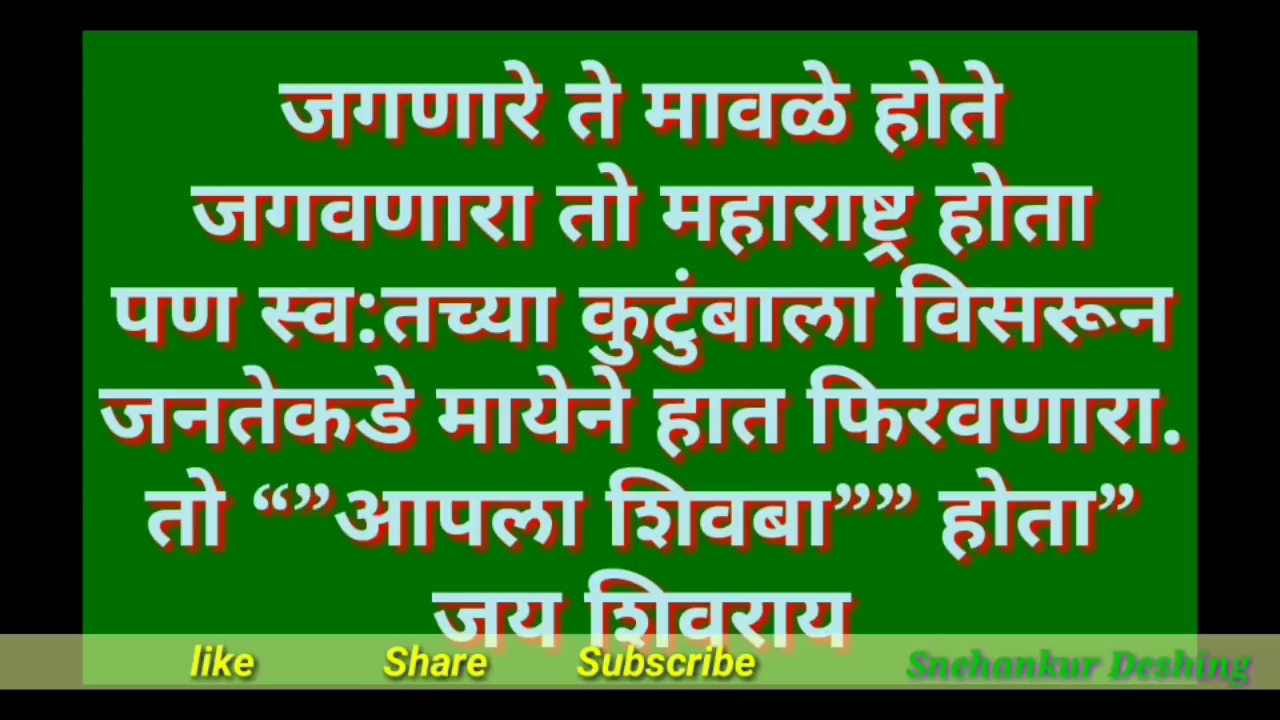 जगणारे ते मावळे होते
जगवणारा तो महाराष्ट्र होता
पण स्व:तच्या कुटुंबाला विसरून
जनतेकडे मायेने हात फिरवणारा.
तो “”आपला शिवबा”” होता”
जय शिवराय
like Share Subscribe Snehankur Deshing